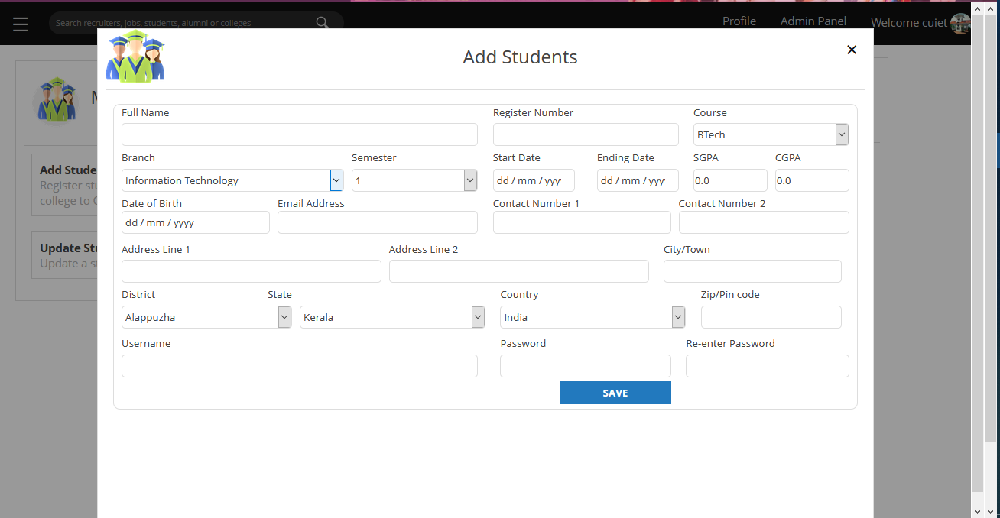 Search recruiters, jobs, students, alumni or colleges
Profile
Admin Panel
Welcome cuiet
Add Students
Full Name
Register Number
Course
BTech
Branch
Semester
Start Date
Ending Date
SGPA
CGPA
Information Technology
1
dd / mm / yyy
dd / mm / yyy
0.0
0.0
Date of Birth
Email Address
Contact Number 1
Contact Number 2
dd / mm / yyyy
Address Line 1
Address Line 2
City/Town
District
State
Country
Zip/Pin code
Alappuzha
Kerala
India
Username
Password
Re-enter Password
SAVE
Add Stude
Register stu
college to
Update Stu
Update a st